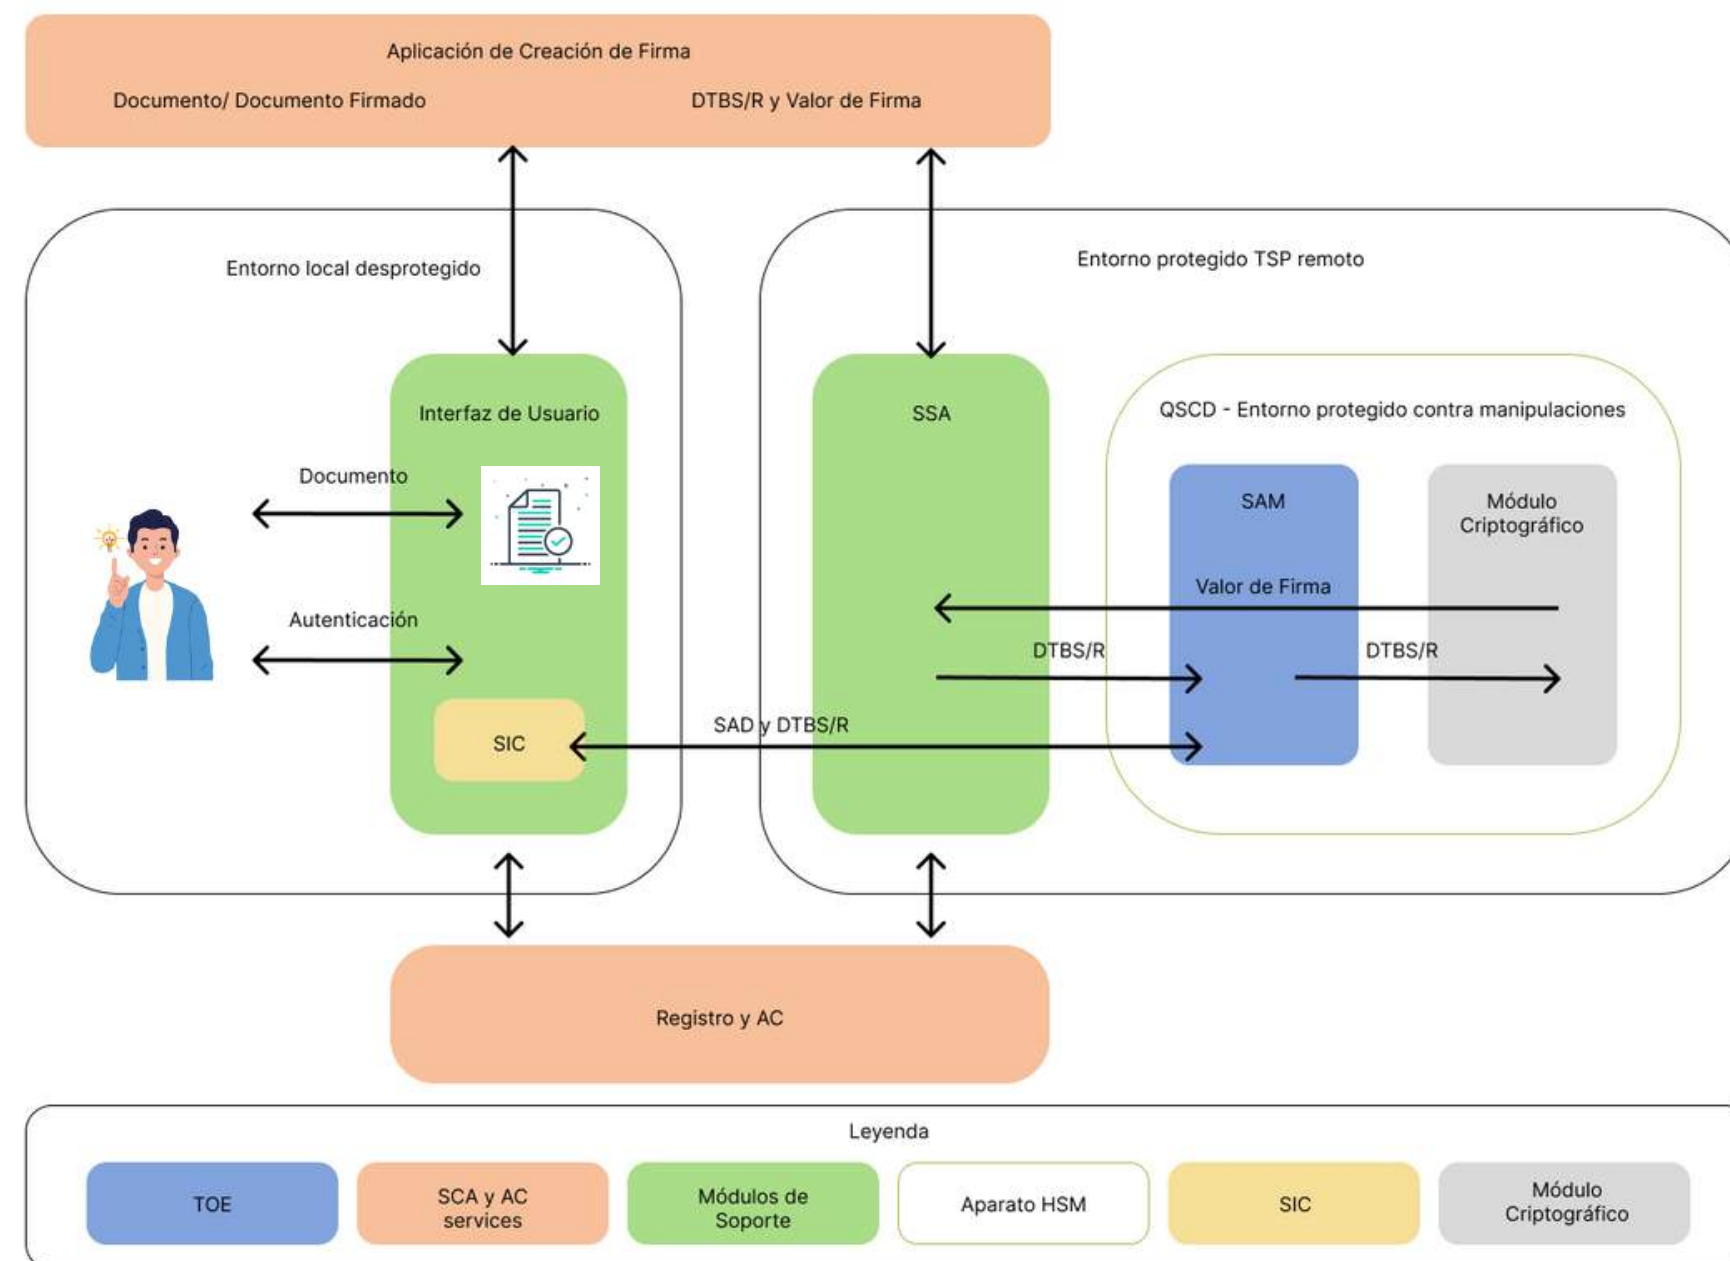 Aplicación de Creación de Firma
Documento/ Documento Firmado
DTBS/R y Valor de Firma
Entorno local desprotegido
Entorno protegido TSP remoto
Interfaz de Usuario
SSA
QSCD - Entorno protegido contra manipulaciones
Documento
SAM
Módulo
Criptográfico
Valor de Firma
Autenticación
DTBS/R
DTBS/R
SAD y DTBS/R
SIC
Registro y AC
Leyenda
TOE
SCA y AC
services
Módulos de
Soporte
Aparato HSM
SIC
Módulo
Criptográfico